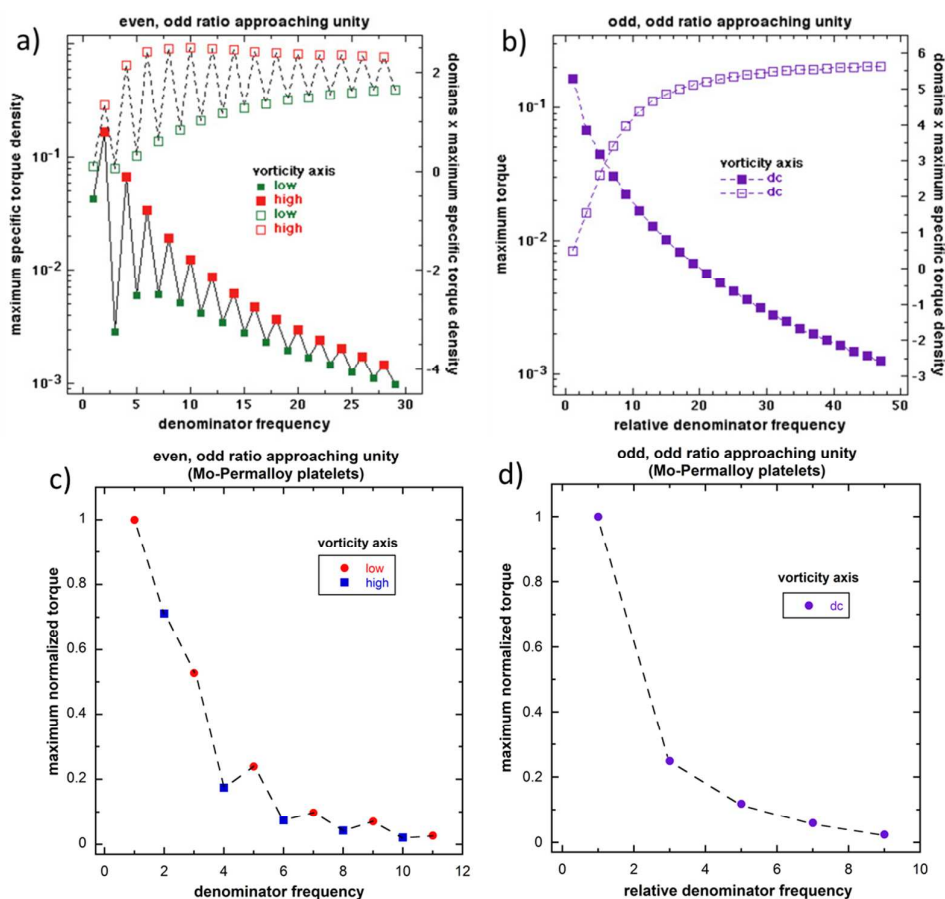 a)
even, odd ratio approaching unity
maximum specific torque density
10⁻¹
10⁻²
10⁻³
vorticity axis
low
high
low
high
2
0
-2
-4
domains x maximum specific torque density
0 5 10 15 20 25 30
denominator frequency
b)
odd, odd ratio approaching unity
maximum torque
10⁻¹
10⁻²
10⁻³
vorticity axis
dc
dc
6
5
4
3
2
1
0
-1
-2
-3
domains x maximum specific torque density
0 10 20 30 40 50
relative denominator frequency
c)
even, odd ratio approaching unity
(Mo-Permalloy platelets)
maximum normalized torque
1
0.8
0.6
0.4
0.2
0
vorticity axis
low
high
0 2 4 6 8 10 12
denominator frequency
d)
odd, odd ratio approaching unity
(Mo-Permalloy platelets)
maximum normalized torque
1
0.8
0.6
0.4
0.2
0
vorticity axis
dc
0 2 4 6 8 10
relative denominator frequency